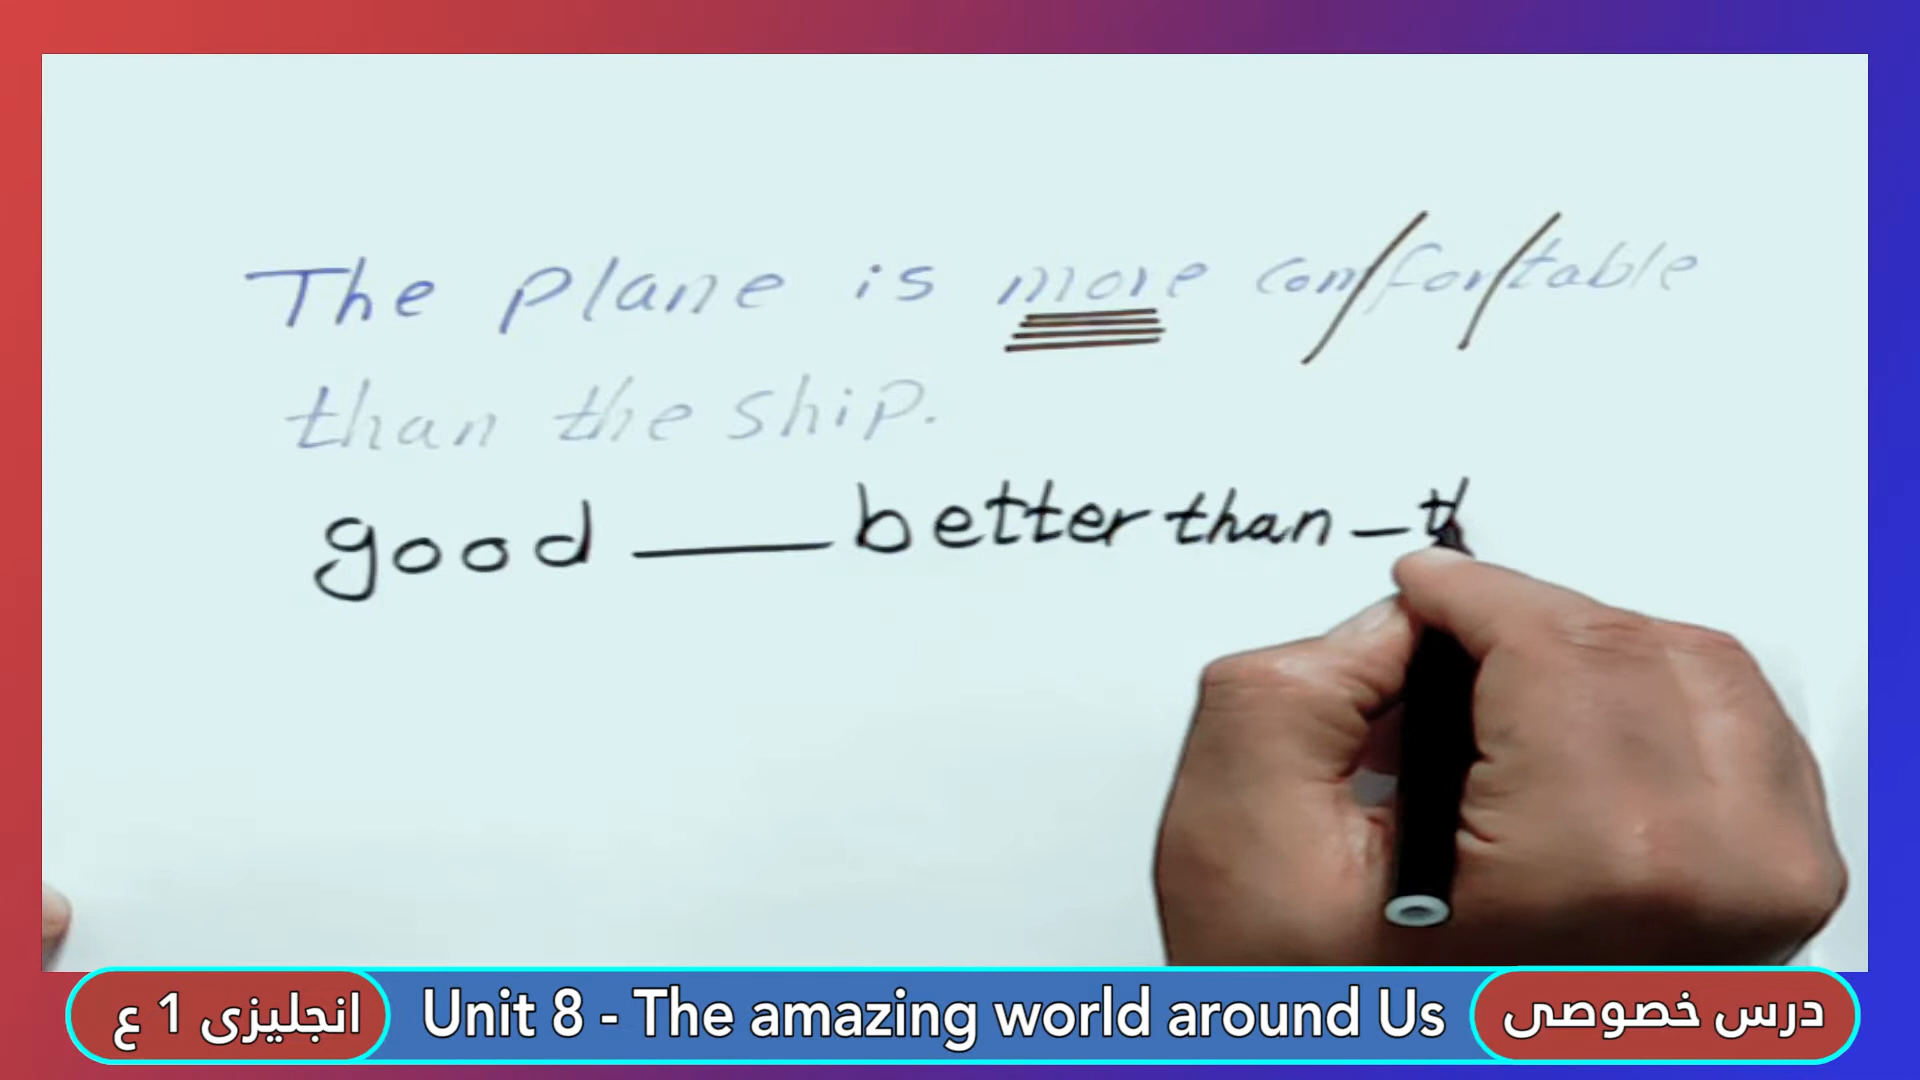 The plane is more comfortable
than the ship.
good — better than –
انجليزى 1 ع
Unit 8 - The amazing world around Us
درس خصوصى